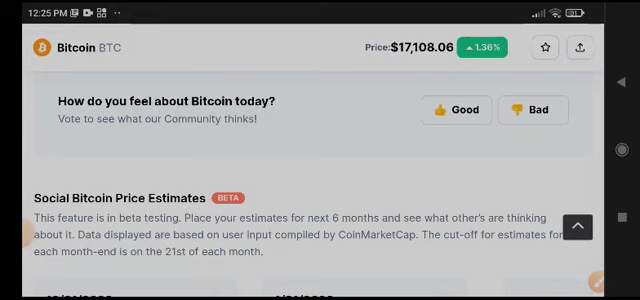 12:25 PM
Bitcoin BTC
Price:$17,108.06 1.36%
How do you feel about Bitcoin today?
Vote to see what our Community thinks!
👍 Good 👎 Bad
Social Bitcoin Price Estimates BETA
This feature is in beta testing. Place your estimates for next 6 months and see what other's are thinking
about it. Data displayed are based on user input compiled by CoinMarketCap. The cut-off for estimates for
each month-end is on the 21st of each month.